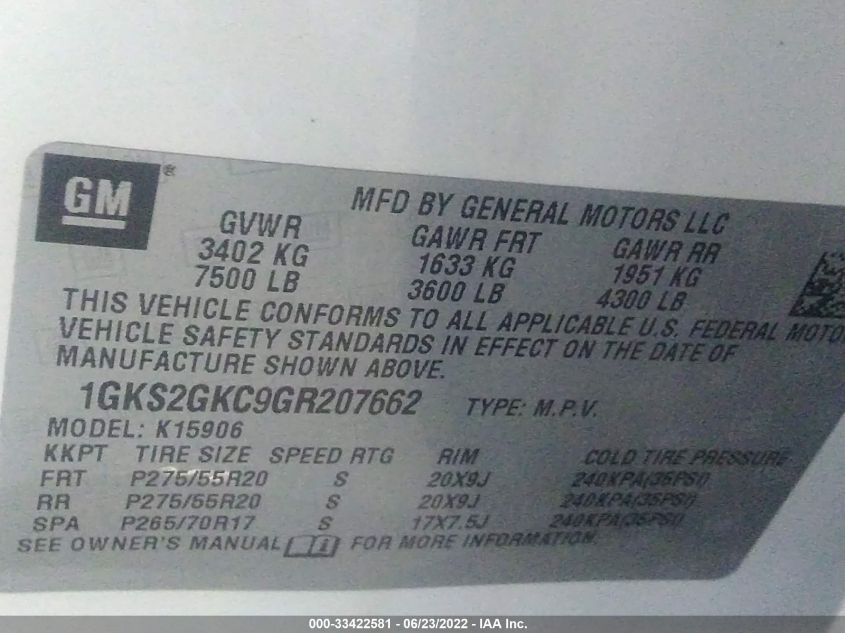 GM ®
MFD BY GENERAL MOTORS LLC
GVWR GAWR FRT GAWR RR
3402 KG 1633 KG 1951 KG
7500 LB 3600 LB 4300 LB
THIS VEHICLE CONFORMS TO ALL APPLICABLE U.S. FEDERAL MOTO
VEHICLE SAFETY STANDARDS IN EFFECT ON THE DATE OF
MANUFACTURE SHOWN ABOVE.
1GKS2GKC9GR207662 TYPE: M.P.V.
MODEL: K15906
KKPT TIRE SIZE SPEED RTG RIM COLD TIRE PRESSURE
FRT P275/55R20 S 20X9J 240KPA(35PSI)
RR P275/55R20 S 20X9J 240KPA(35PSI)
SPA P265/70R17 S 17X7.5J 240KPA(35PSI)
SEE OWNER'S MANUAL FOR MORE INFORMATION.
000-33422581 - 06/23/2022 - IAA Inc.